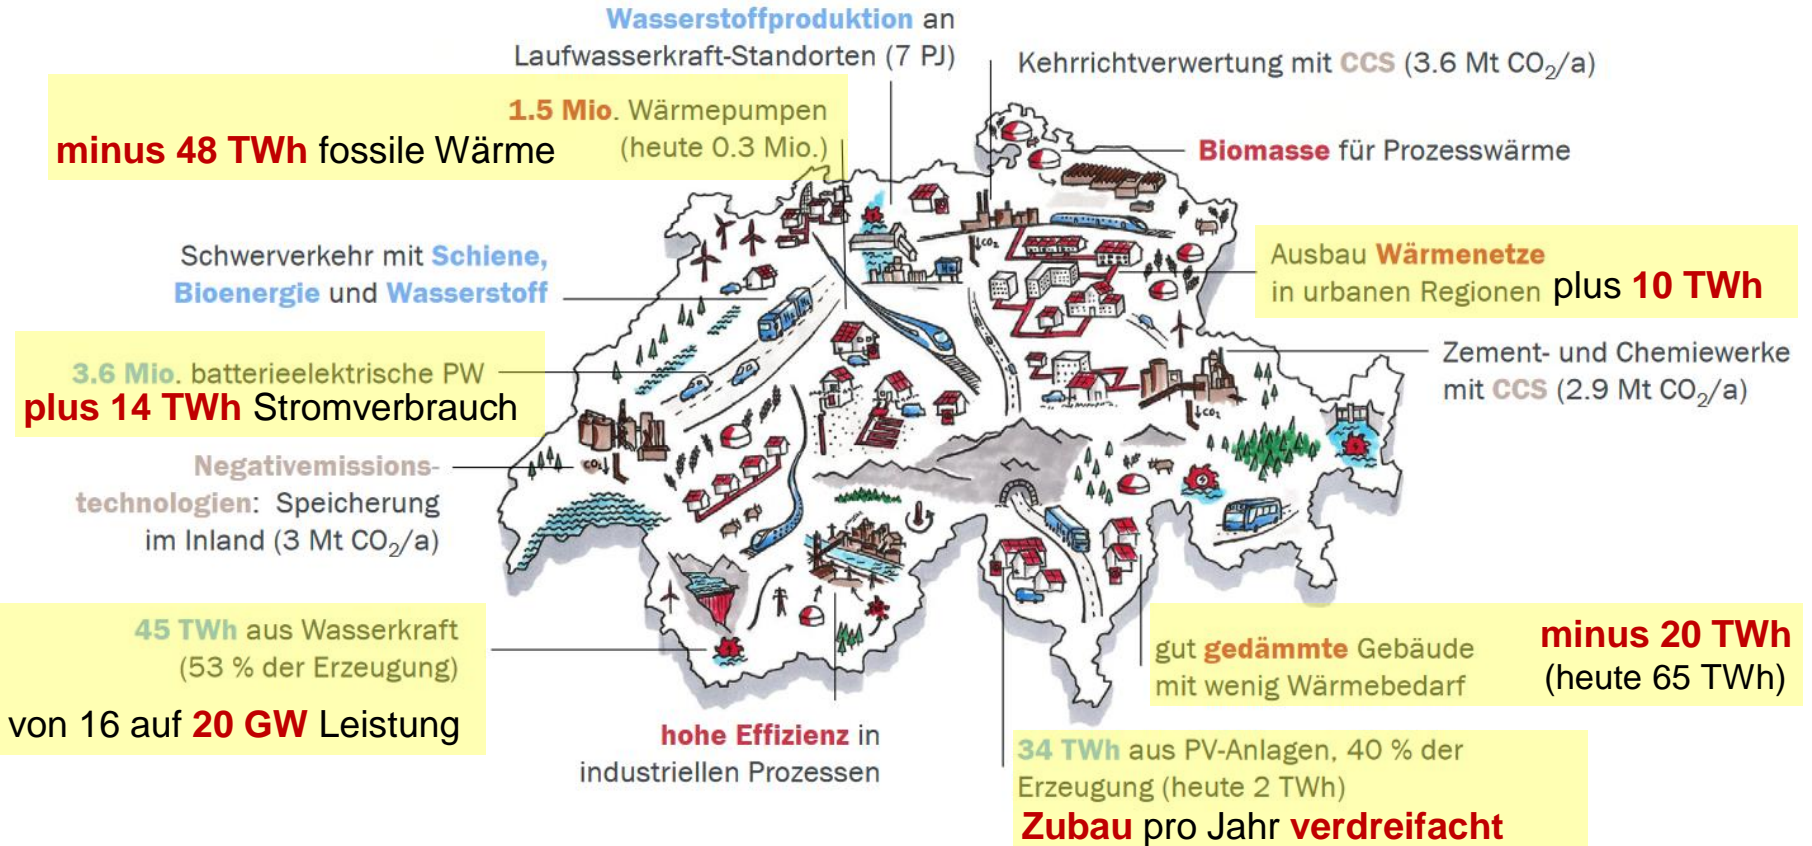 Wasserstoffproduktion an
Laufwasserkraft-Standorten (7 PJ)
Kehrrichtverwertung mit CCS (3.6 Mt CO₂/a)
1.5 Mio. Wärmepumpen
(heute 0.3 Mio.)
minus 48 TWh fossile Wärme
Biomasse für Prozesswärme
Schwerverkehr mit Schiene,
Bioenergie und Wasserstoff
Ausbau Wärmenetze
in urbanen Regionen plus 10 TWh
3.6 Mio. batterieelektrische PW
plus 14 TWh Stromverbrauch
Zement- und Chemiewerke
mit CCS (2.9 Mt CO₂/a)
Negativemissions-
technologien: Speicherung
im Inland (3 Mt CO₂/a)
CO₂
CO₂
CO₂
45 TWh aus Wasserkraft
(53 % der Erzeugung)
von 16 auf 20 GW Leistung
gut gedämmte Gebäude
mit wenig Wärmebedarf
minus 20 TWh
(heute 65 TWh)
hohe Effizienz in
industriellen Prozessen
34 TWh aus PV-Anlagen, 40 % der
Erzeugung (heute 2 TWh)
Zubau pro Jahr verdreifacht